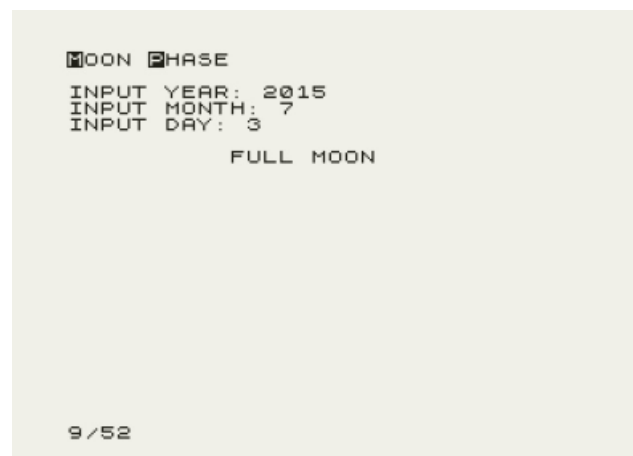 MOON PHASE
INPUT YEAR: 2015
INPUT MONTH: 7
INPUT DAY: 3
FULL MOON
9/52